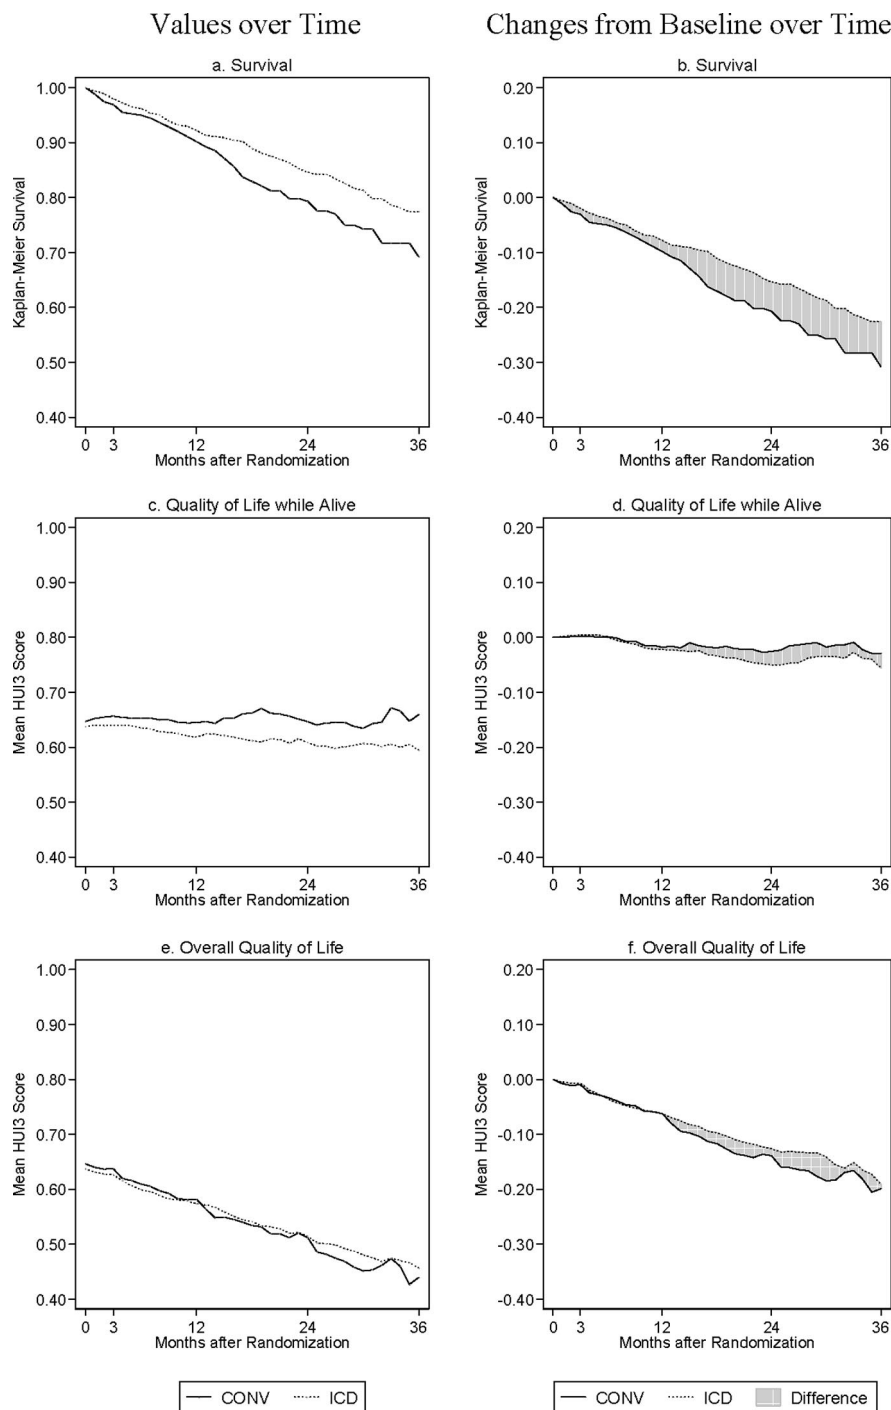 Values over Time
Changes from Baseline over Time
a. Survival
1.00
0.90
0.80
0.70
0.60
0.50
0.40
Kaplan-Meier Survival
0 3 12 24 36
Months after Randomization
b. Survival
0.20
0.10
0.00
-0.10
-0.20
-0.30
-0.40
Kaplan-Meier Survival
0 3 12 24 36
Months after Randomization
c. Quality of Life while Alive
1.00
0.90
0.80
0.70
0.60
0.50
0.40
Mean HUI3 Score
0 3 12 24 36
Months after Randomization
d. Quality of Life while Alive
0.20
0.10
0.00
-0.10
-0.20
-0.30
-0.40
Mean HUI3 Score
0 3 12 24 36
Months after Randomization
e. Overall Quality of Life
1.00
0.90
0.80
0.70
0.60
0.50
0.40
Mean HUI3 Score
0 3 12 24 36
Months after Randomization
f. Overall Quality of Life
0.20
0.10
0.00
-0.10
-0.20
-0.30
-0.40
Mean HUI3 Score
0 3 12 24 36
Months after Randomization
CONV ICD
CONV ICD Difference